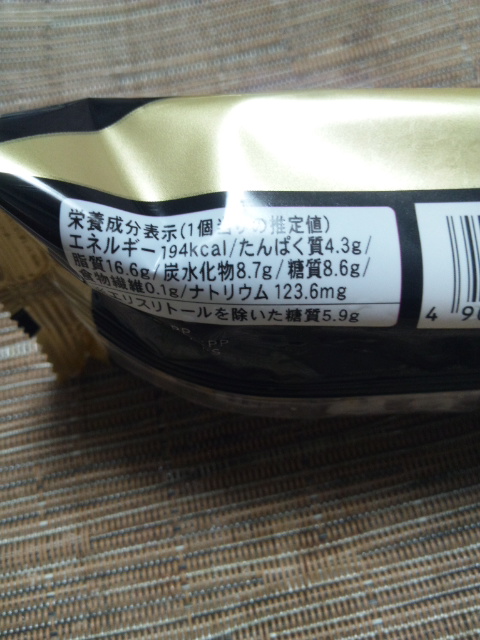 栄養成分表示(1個当りの推定値)
エネルギー194kcal/たんぱく質4.3g/
脂質16.6g/炭水化物8.7g/糖質8.6g/
食物繊維0.1g/ナトリウム123.6mg
エリスリトールを除いた糖質5.9g
PP
PP
4 9